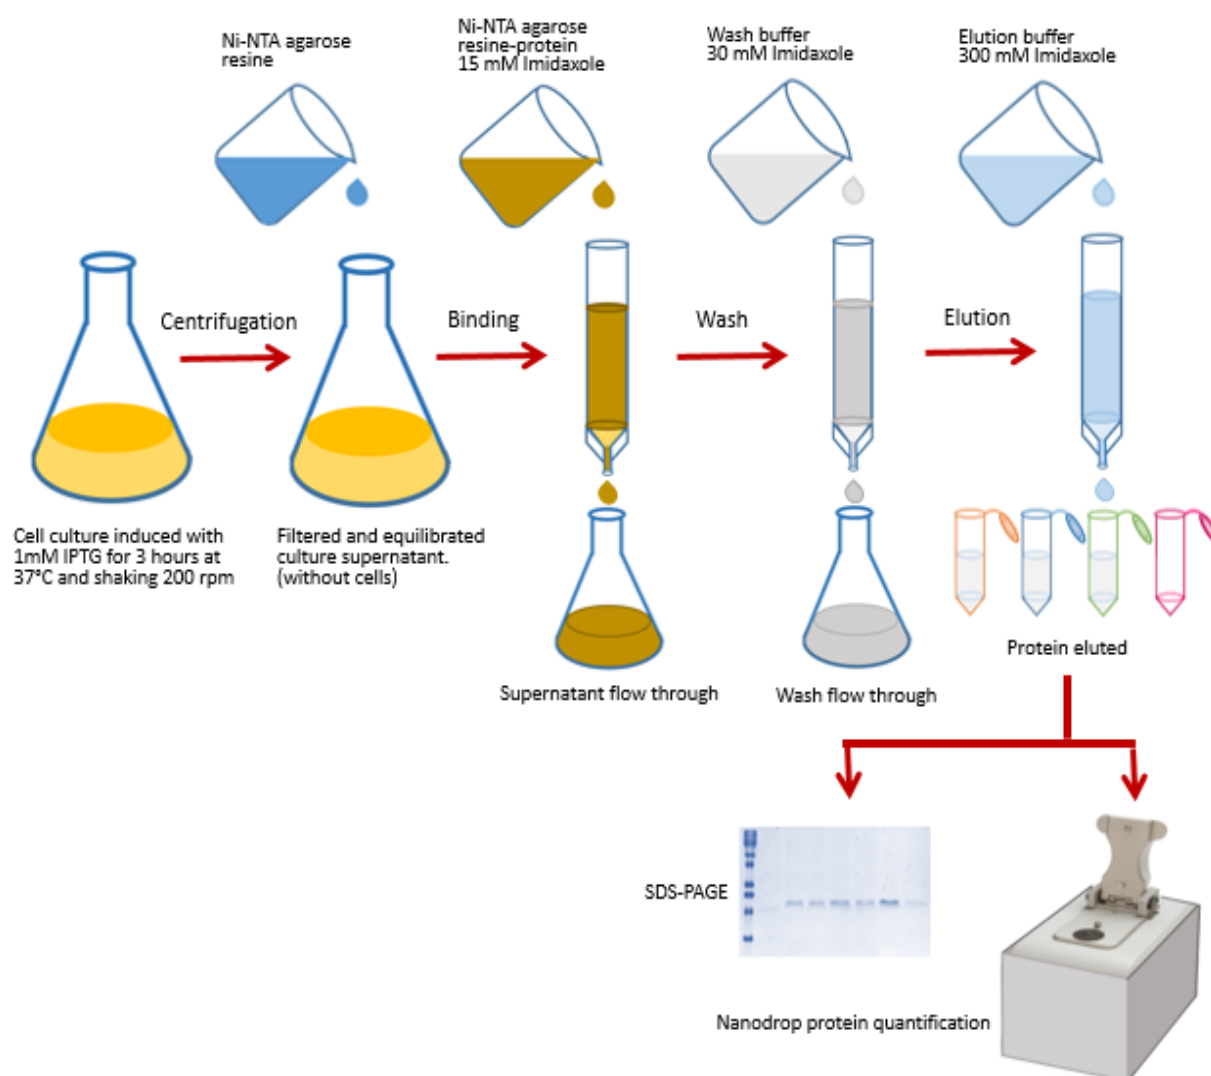 Ni-NTA agarose
resine
Ni-NTA agarose
resine-protein
15 mM Imidaxole
Wash buffer
30 mM Imidaxole
Elution buffer
300 mM Imidaxole
Centrifugation
Binding
Wash
Elution
Cell culture induced with
1mM IPTG for 3 hours at
37ºC and shaking 200 rpm
Filtered and equilibrated
culture supernatant.
(without cells)
Supernatant flow through
Wash flow through
Protein eluted
SDS-PAGE
Nanodrop protein quantification